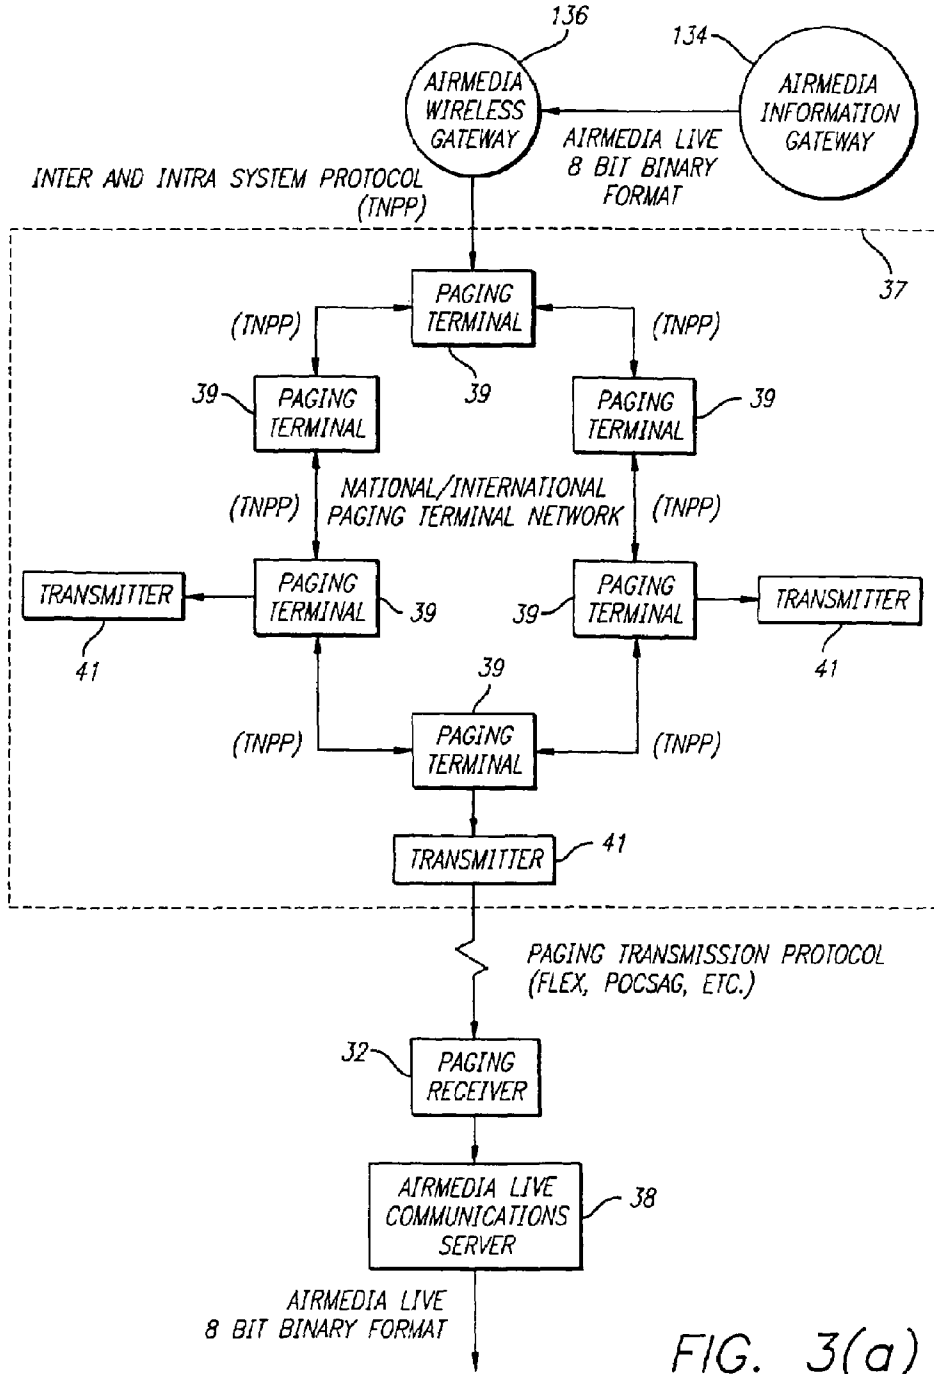 136
134
AIRMEDIA
WIRELESS
GATEWAY
AIRMEDIA
INFORMATION
GATEWAY
AIRMEDIA LIVE
8 BIT BINARY
FORMAT
INTER AND INTRA SYSTEM PROTOCOL
(TNPP)
37
PAGING
TERMINAL
39
(TNPP)
(TNPP)
39
PAGING
TERMINAL
PAGING
TERMINAL
39
(TNPP)
NATIONAL/INTERNATIONAL
PAGING TERMINAL NETWORK
(TNPP)
TRANSMITTER
41
PAGING
TERMINAL
39
39
PAGING
TERMINAL
TRANSMITTER
41
39
(TNPP)
PAGING
TERMINAL
(TNPP)
TRANSMITTER
41
PAGING TRANSMISSION PROTOCOL
(FLEX, POCSAG, ETC.)
32
PAGING
RECEIVER
AIRMEDIA LIVE
COMMUNICATIONS
SERVER
38
AIRMEDIA LIVE
8 BIT BINARY FORMAT
FIG. 3(a)